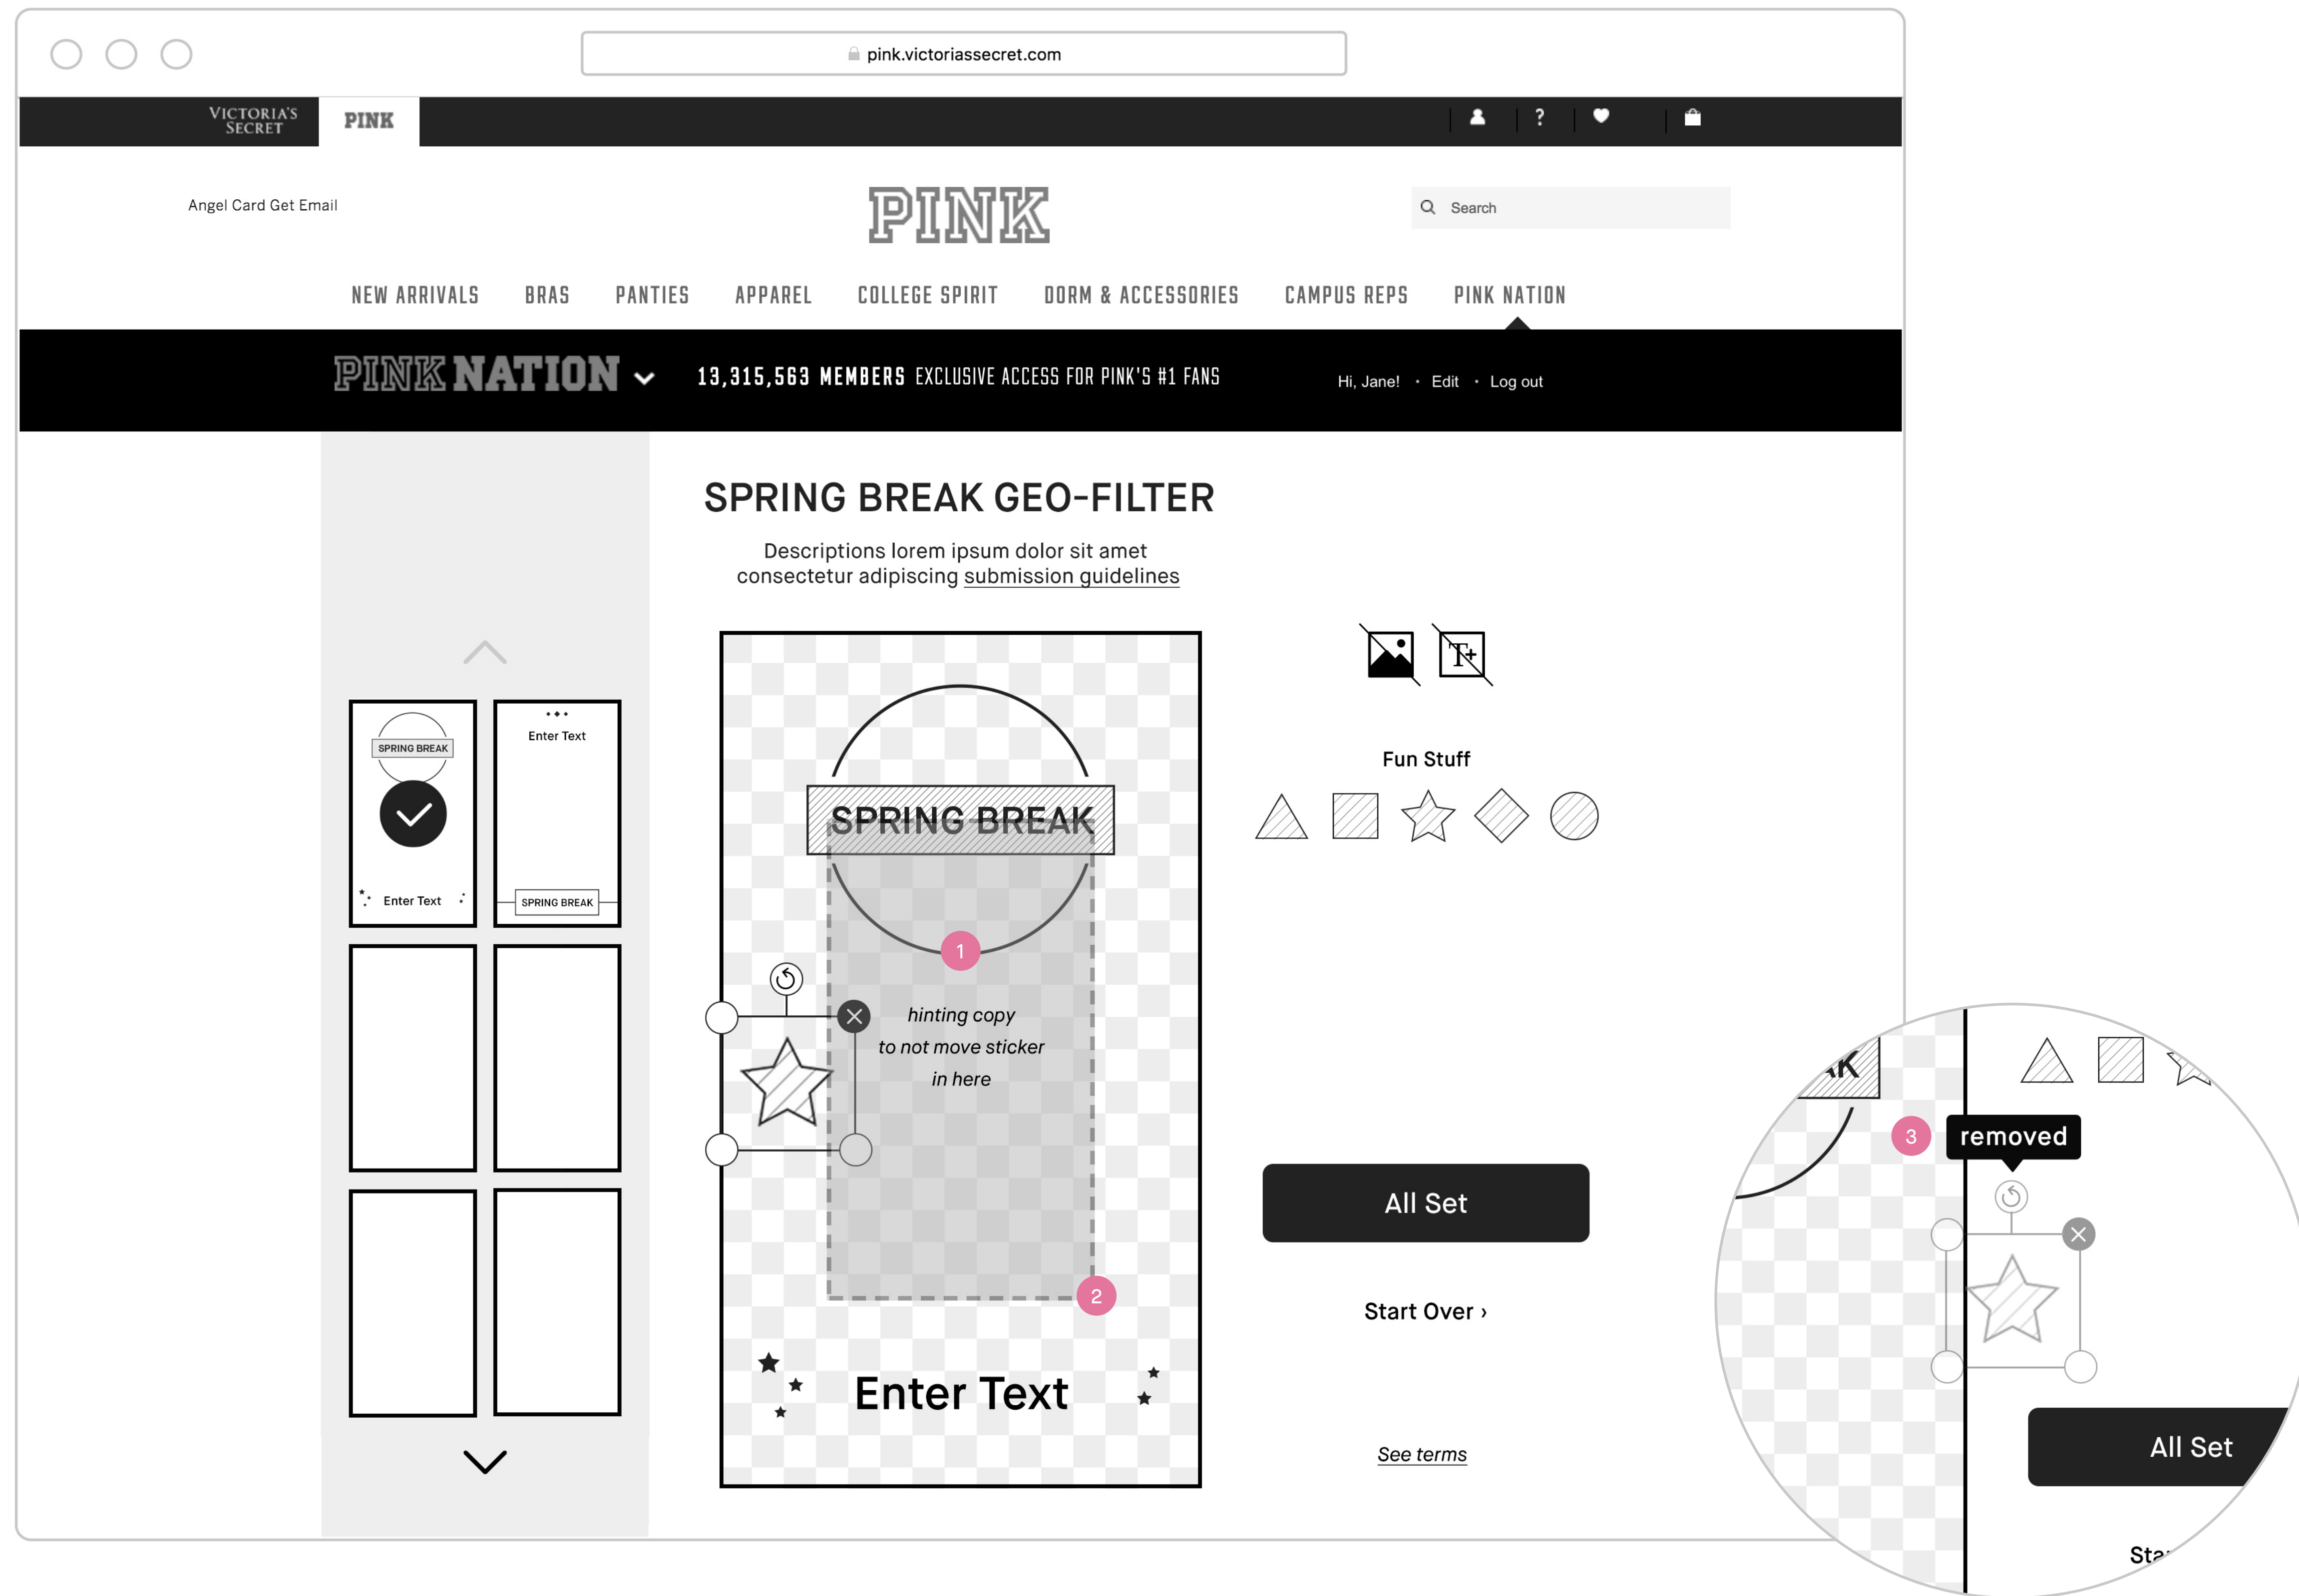 pink.victoriassecret.com
VICTORIA'S
SECRET
PINK
?
Angel Card Get Email
PINK
Search
NEW ARRIVALS BRAS PANTIES APPAREL COLLEGE SPIRIT DORM & ACCESSORIES CAMPUS REPS PINK NATION
PINK NATION
13,315,563 MEMBERS EXCLUSIVE ACCESS FOR PINK'S #1 FANS
Hi, Jane! · Edit · Log out
SPRING BREAK GEO-FILTER
Descriptions lorem ipsum dolor sit amet
consectetur adipiscing submission guidelines
SPRING BREAK
Enter Text
Enter Text
SPRING BREAK
SPRING BREAK
1
hinting copy
to not move sticker
in here
2
Enter Text
T+
Fun Stuff
All Set
Start Over ›
See terms
AK
3
removed
All Set
Sta